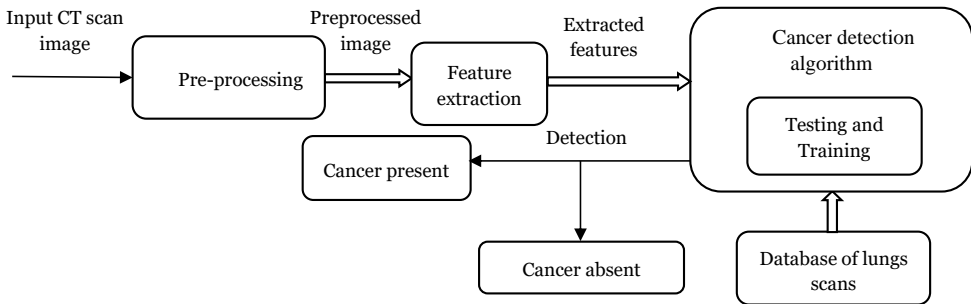 Input CT scan
image
Pre-processing
Preprocessed
image
Feature
extraction
Extracted
features
Cancer detection
algorithm
Testing and
Training
Detection
Cancer present
Cancer absent
Database of lungs
scans